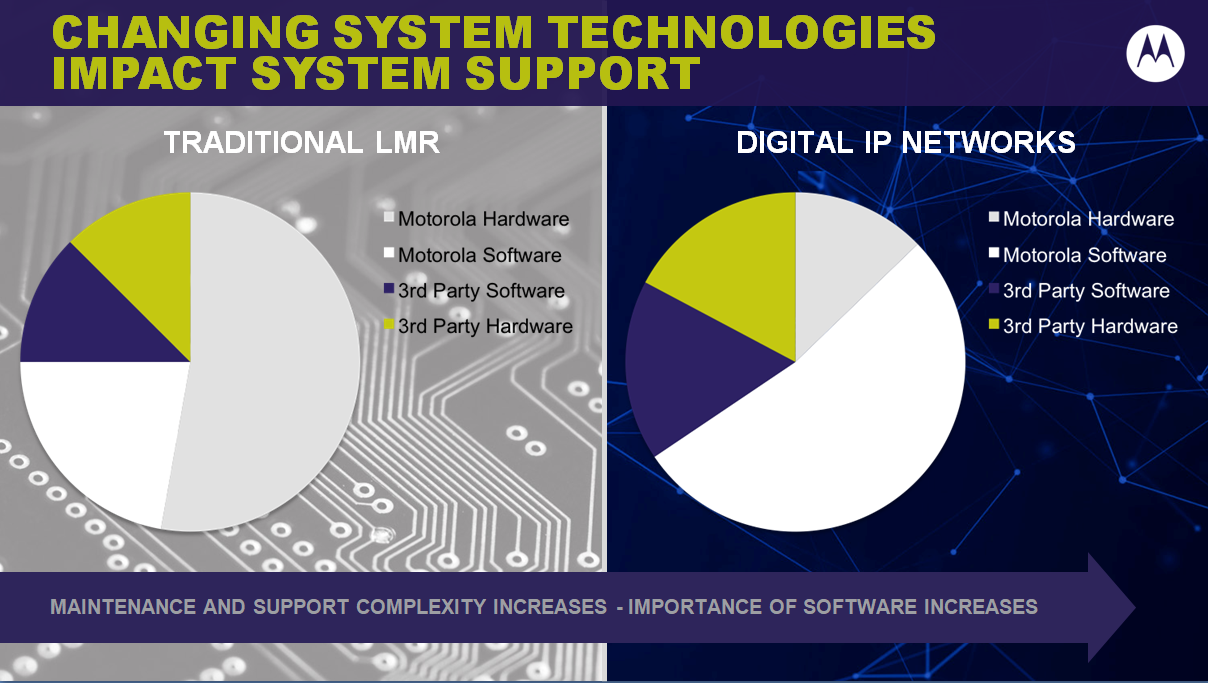 CHANGING SYSTEM TECHNOLOGIES
IMPACT SYSTEM SUPPORT
TRADITIONAL LMR
Motorola Hardware
Motorola Software
3rd Party Software
3rd Party Hardware
DIGITAL IP NETWORKS
Motorola Hardware
Motorola Software
3rd Party Software
3rd Party Hardware
MAINTENANCE AND SUPPORT COMPLEXITY INCREASES - IMPORTANCE OF SOFTWARE INCREASES